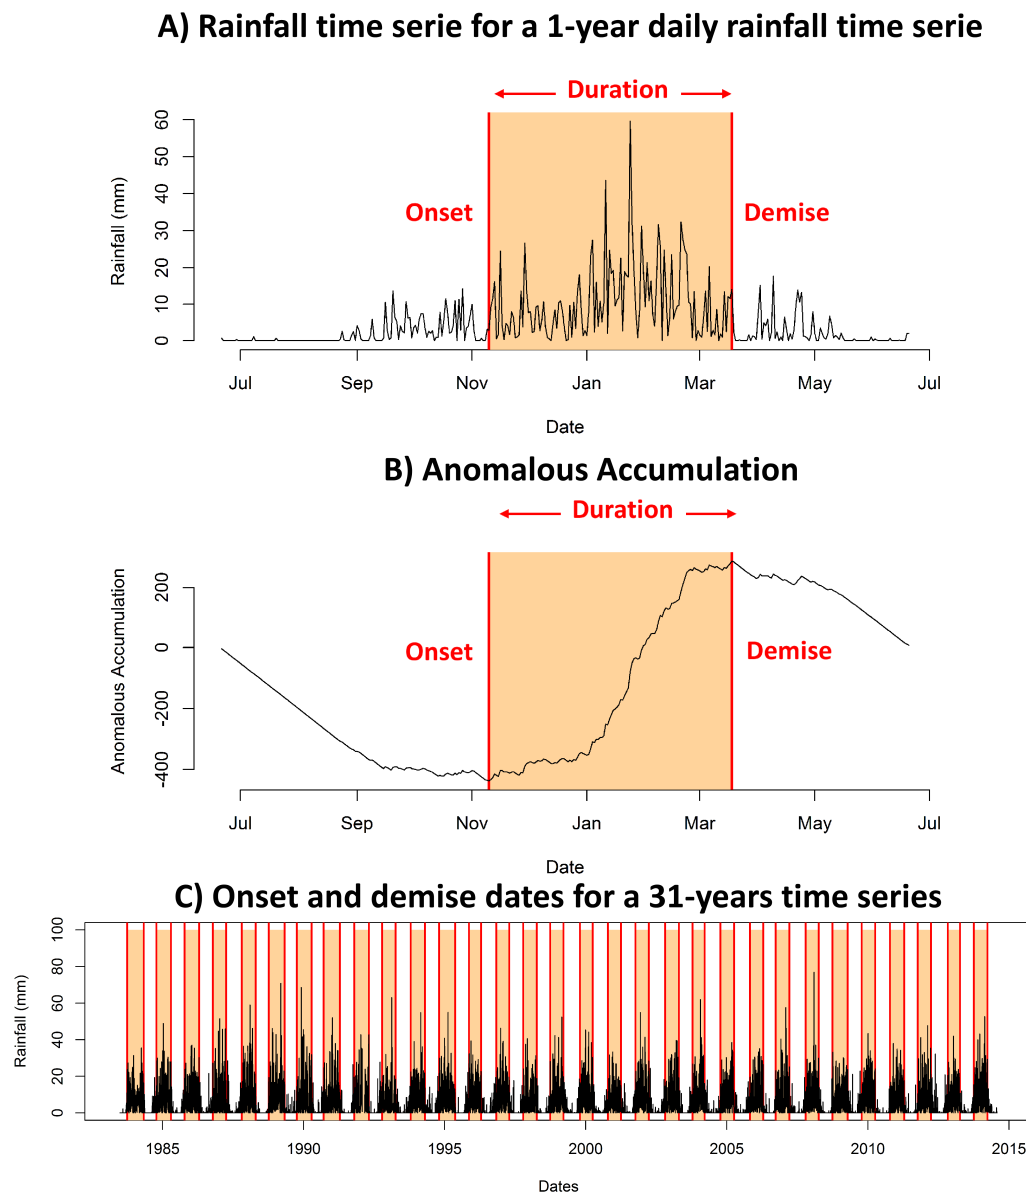 A) Rainfall time serie for a 1-year daily rainfall time serie
Duration
Rainfall (mm)
60
50
40
30
20
10
0
Onset
Demise
Jul Sep Nov Jan Mar May Jul
Date
B) Anomalous Accumulation
Duration
Anomalous Accumulation
200
0
-200
-400
Onset
Demise
Jul Sep Nov Jan Mar May Jul
Date
C) Onset and demise dates for a 31-years time series
Rainfall (mm)
100
80
60
40
20
0
1985 1990 1995 2000 2005 2010 2015
Dates